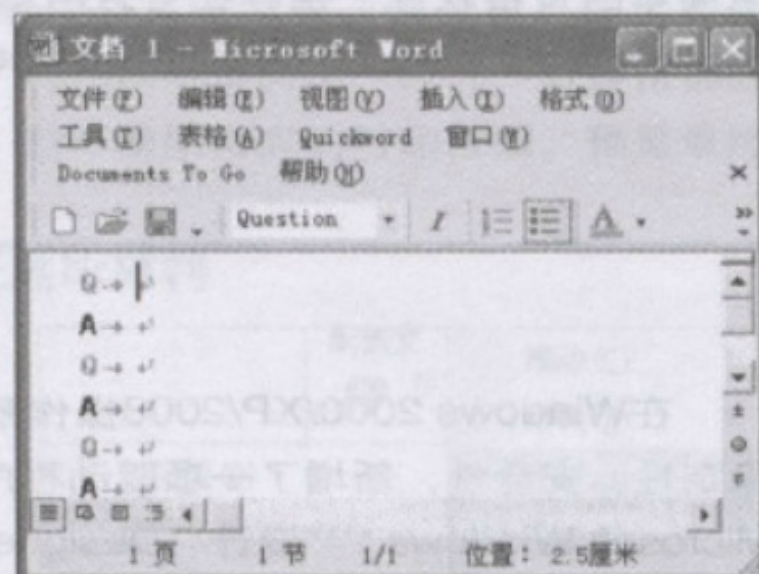 文档 1 - Microsoft Word
文件(F) 编辑(E) 视图(V) 插入(I) 格式(O)
工具(T) 表格(A) Quickword 窗口(W)
Documents To Go 帮助(H)
Question
Q
A
Q
A
Q
A
1 页 1 节 1/1 位置: 2.5厘米